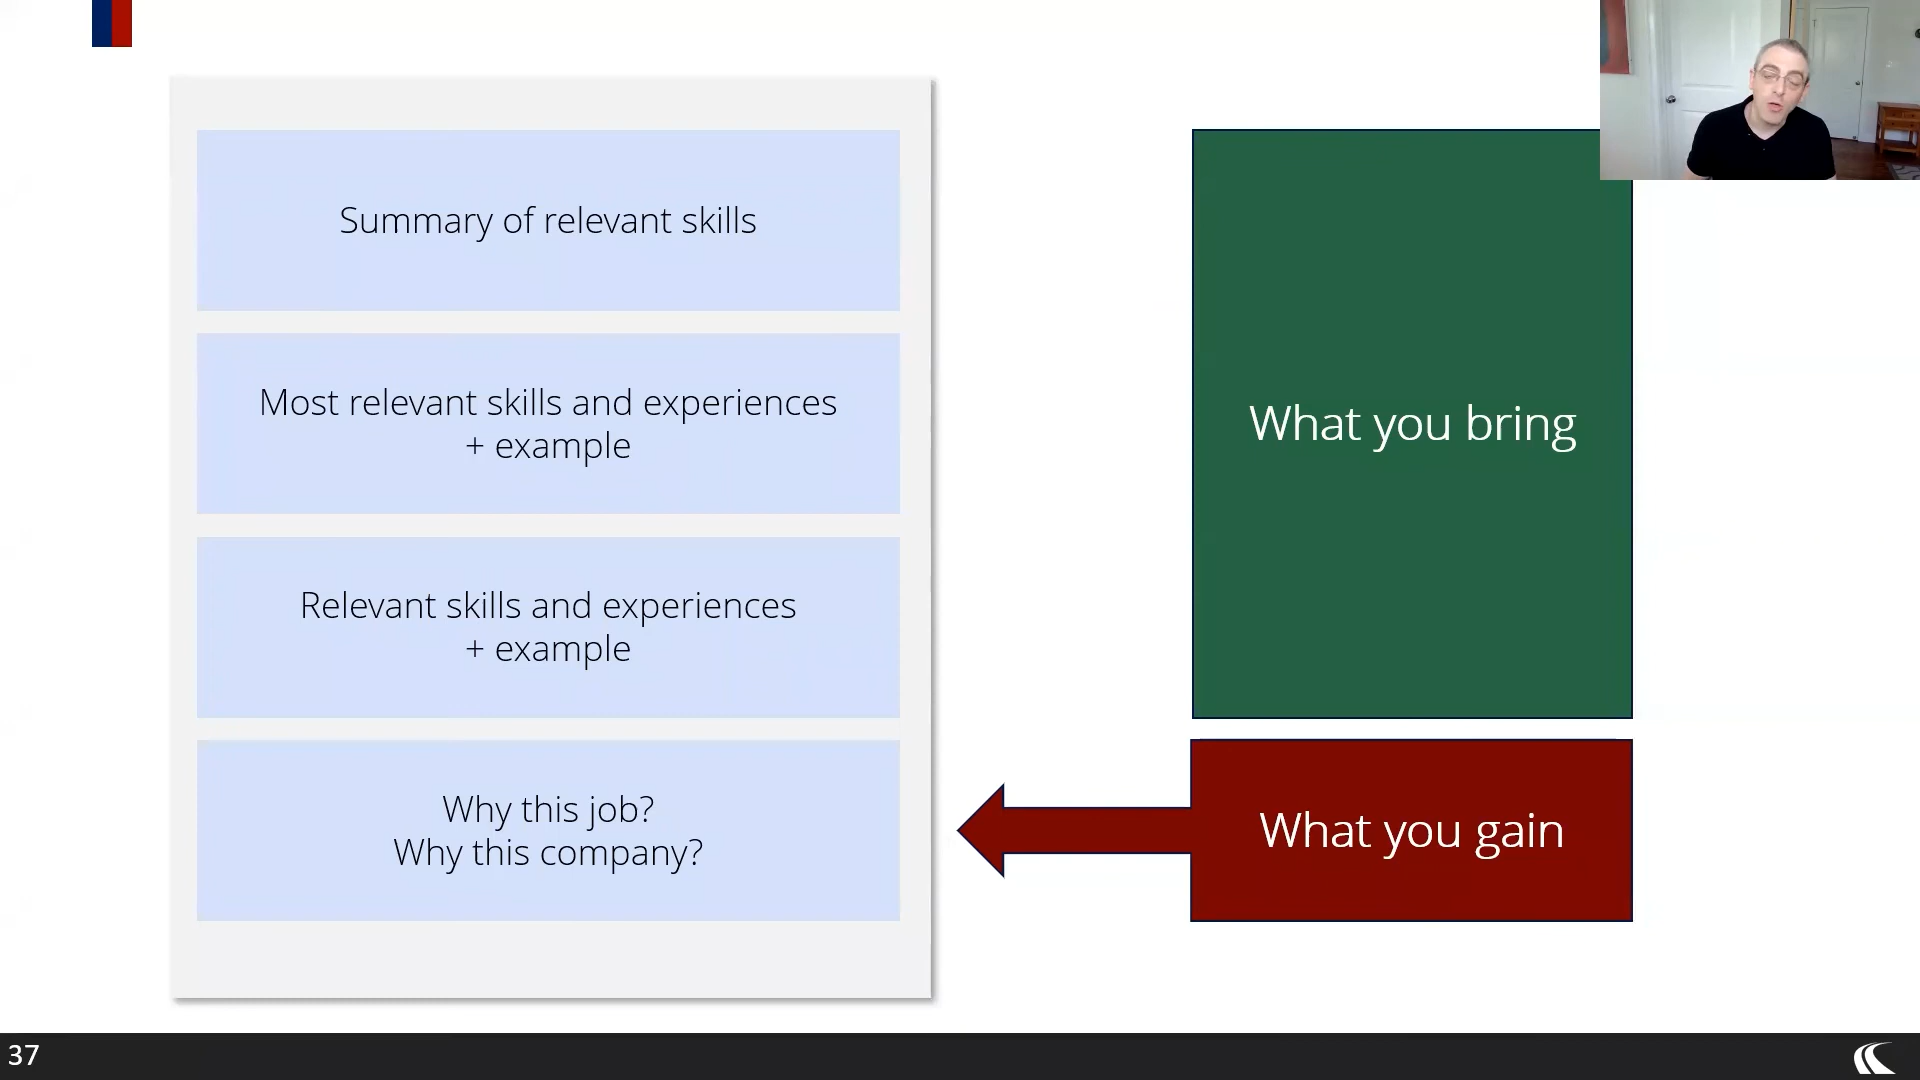 Summary of relevant skills
Most relevant skills and experiences
+ example
Relevant skills and experiences
+ example
Why this job?
Why this company?
What you bring
What you gain
37